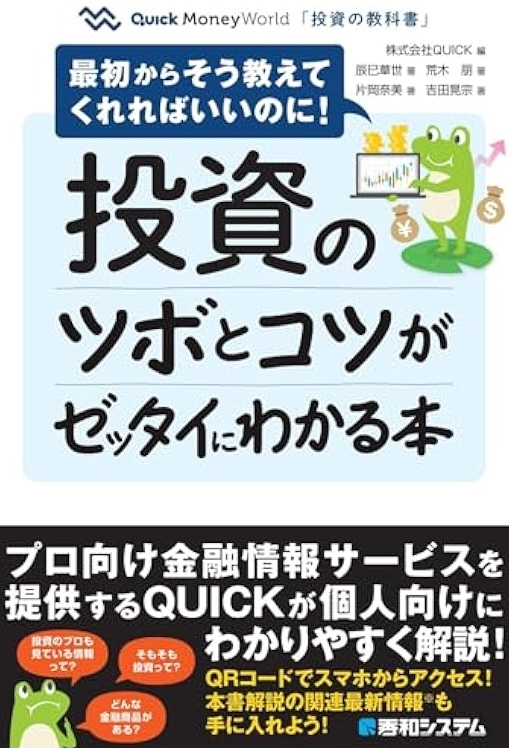 Quick MoneyWorld「投資の教科書」
株式会社QUICK 編
辰巳華世 著 荒木 朋 著
片岡奈美 著 吉田晃宗 著
最初からそう教えて
くれればいいのに!
投資の
ツボとコツが
ゼッタイにわかる本
¥
$
プロ向け金融情報サービスを
提供するQUICKが個人向けに
わかりやすく解説!
投資のプロも
見ている情報
って?
そもそも
投資って?
どんな
金融商品が
ある?
QRコードでスマホからアクセス!
本書解説の関連最新情報※も
手に入れよう!
秀和システム